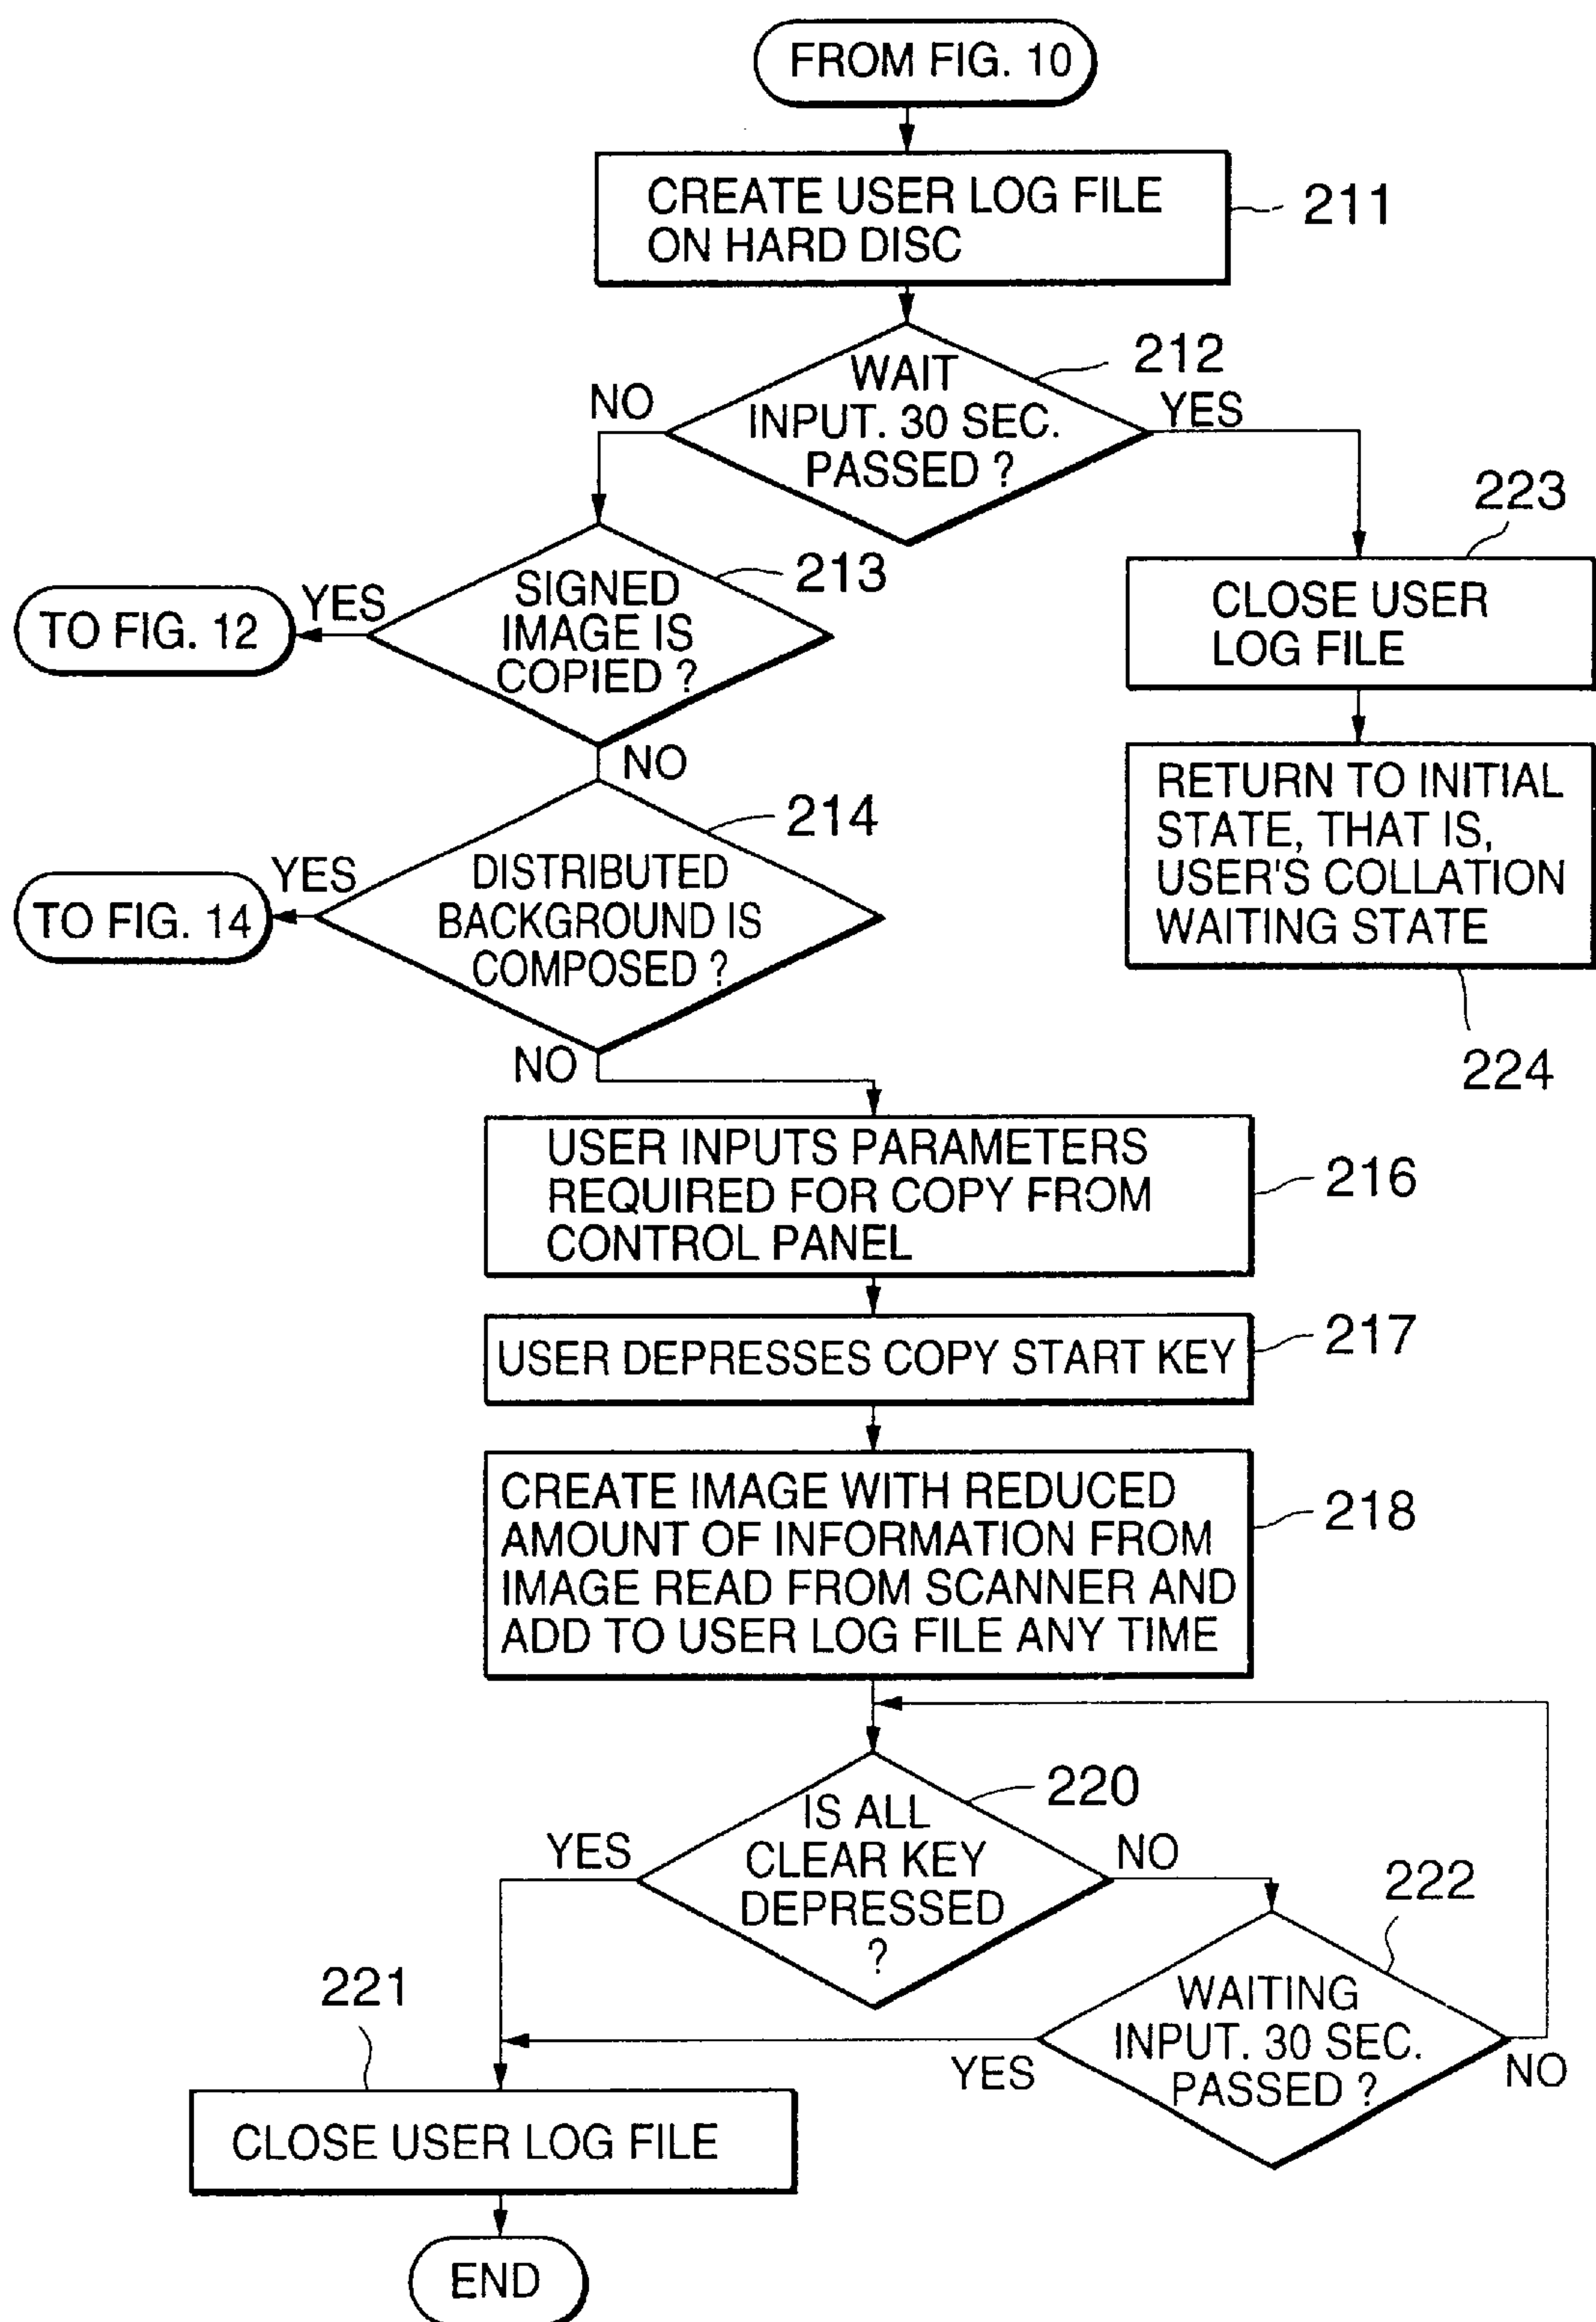 FROM FIG. 10
CREATE USER LOG FILE
ON HARD DISC
211
WAIT
INPUT. 30 SEC.
PASSED ?
212
NO
YES
223
CLOSE USER
LOG FILE
SIGNED
IMAGE IS
COPIED ?
213
YES
TO FIG. 12
NO
RETURN TO INITIAL
STATE, THAT IS,
USER'S COLLATION
WAITING STATE
224
214
DISTRIBUTED
BACKGROUND IS
COMPOSED ?
YES
TO FIG. 14
NO
USER INPUTS PARAMETERS
REQUIRED FOR COPY FROM
CONTROL PANEL
216
USER DEPRESSES COPY START KEY
217
CREATE IMAGE WITH REDUCED
AMOUNT OF INFORMATION FROM
IMAGE READ FROM SCANNER AND
ADD TO USER LOG FILE ANY TIME
218
IS ALL
CLEAR KEY
DEPRESSED
?
220
YES
NO
222
WAITING
INPUT. 30 SEC.
PASSED ?
YES
NO
221
CLOSE USER LOG FILE
END